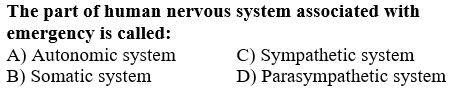 The part of human nervous system associated with
emergency is called:
A) Autonomic system C) Sympathetic system
B) Somatic system D) Parasympathetic system